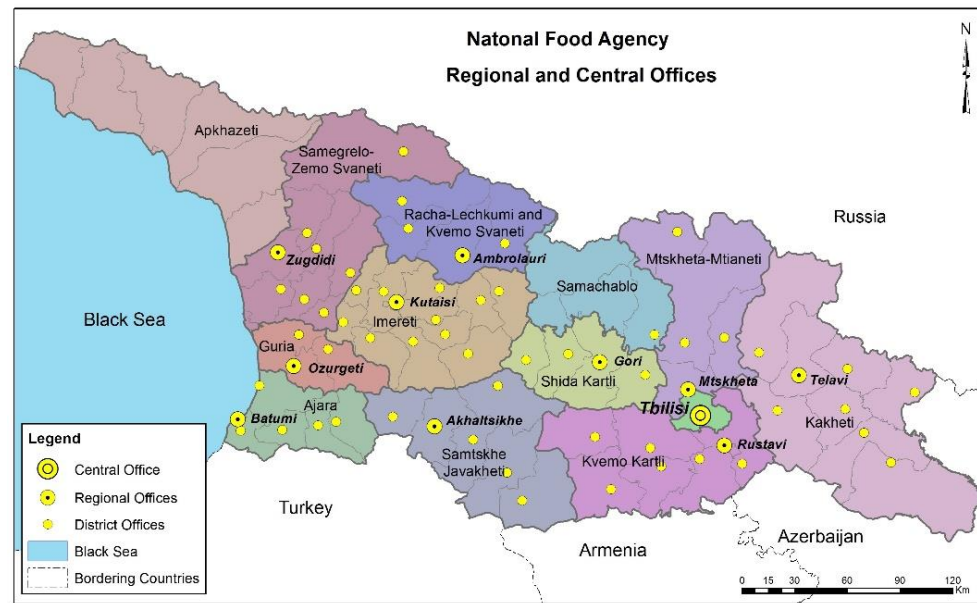 Natonal Food Agency
Regional and Central Offices
N
Apkhazeti
Samegrelo-
Zemo Svaneti
Racha-Lechkumi and
Kvemo Svaneti
Russia
Zugdidi
Ambrolauri
Mtskheta-Mtianeti
Samachablo
Kutaisi
Imereti
Black Sea
Guria
Ozurgeti
Gori
Shida Kartli
Mtskheta
Telavi
Tbilisi
Kakheti
Ajara
Batumi
Akhaltsikhe
Samtskhe
Javakheti
Rustavi
Kvemo Kartli
Turkey
Armenia
Azerbaijan
Legend
Central Office
Regional Offices
District Offices
Black Sea
Bordering Countries
0 15 30 60 90 120
Km